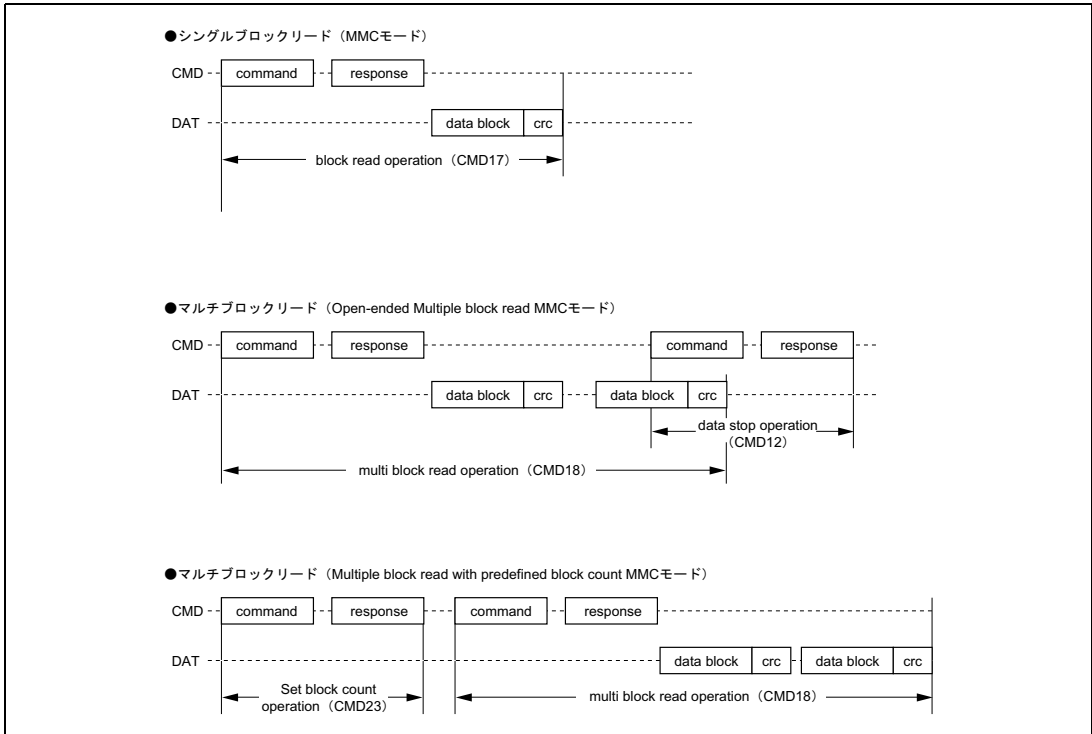 ●シングルブロックリード（MMCモード）
CMD command response
DAT data block crc
block read operation（CMD17）
●マルチブロックリード（Open-ended Multiple block read MMCモード）
CMD command response command response
DAT data block crc data block crc
data stop operation
（CMD12）
multi block read operation（CMD18）
●マルチブロックリード（Multiple block read with predefined block count MMCモード）
CMD command response command response
DAT data block crc data block crc
Set block count
operation（CMD23）
multi block read operation（CMD18）